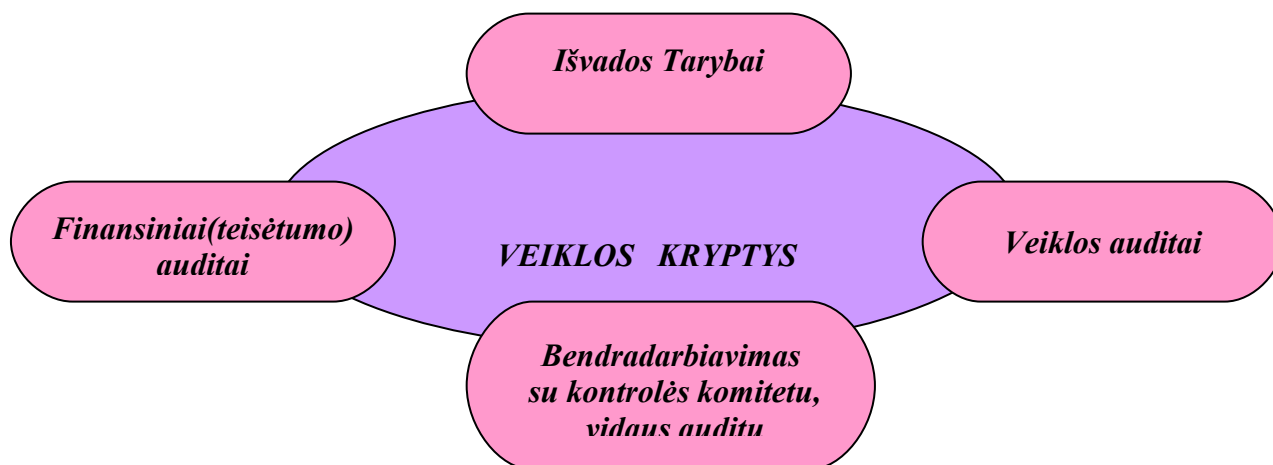 Išvados Tarybai
Finansiniai(teisėtumo)
auditai
VEIKLOS KRYPTYS
Veiklos auditai
Bendradarbiavimas
su kontrolės komitetu,
vidaus auditu